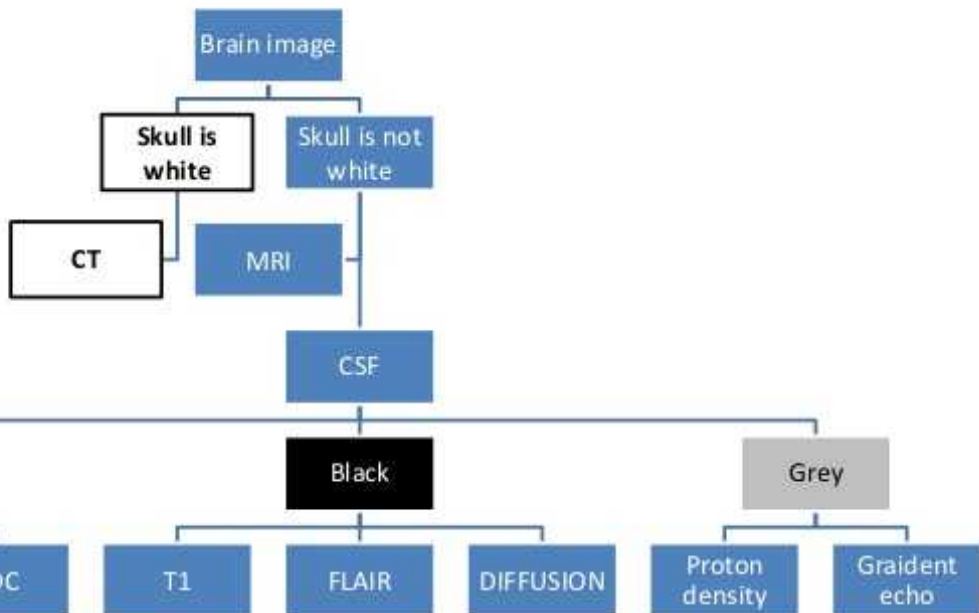 Brain image
Skull is
white
Skull is not
white
CT
MRI
CSF
Black
Grey
T1
FLAIR
DIFFUSION
Proton
density
Graident
echo